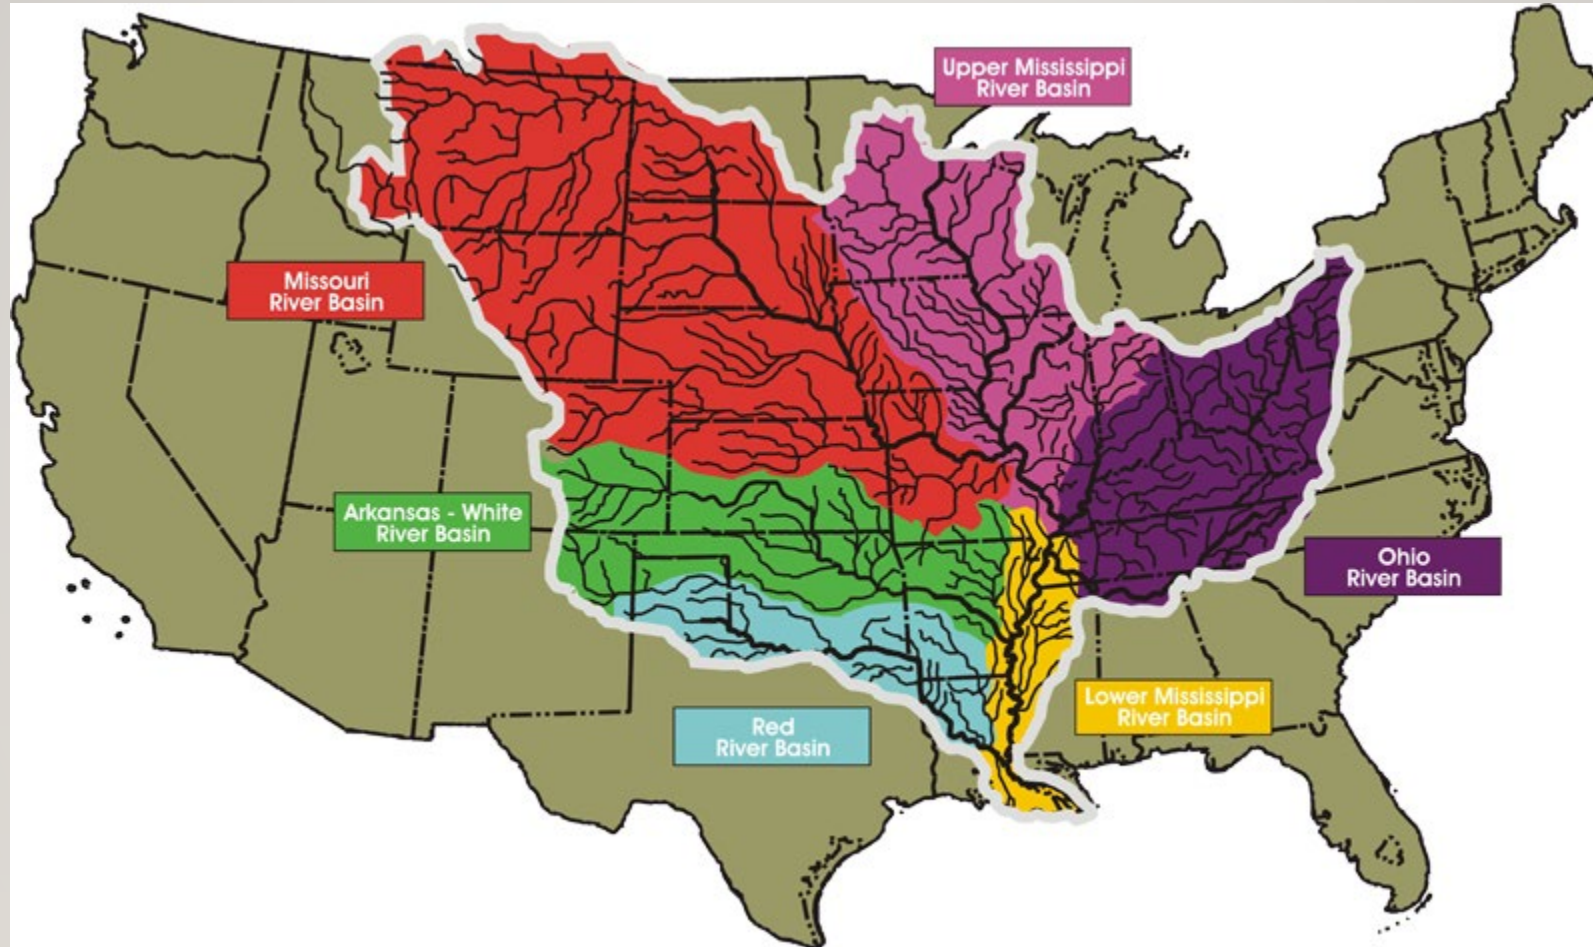 Upper Mississippi
River Basin
Missouri
River Basin
Arkansas - White
River Basin
Ohio
River Basin
Lower Mississippi
River Basin
Red
River Basin